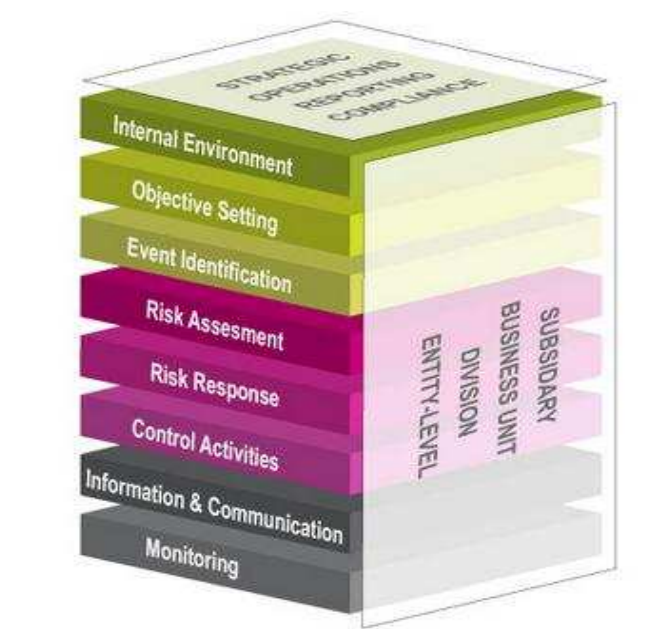 STRATEGIC
OPERATIONS
REPORTING
COMPLIANCE
Internal Environment
Objective Setting
Event Identification
Risk Assesment
Risk Response
Control Activities
Information & Communication
Monitoring
SUBSIDARY
BUSINESS UNIT
DIVISION
ENTITY-LEVEL